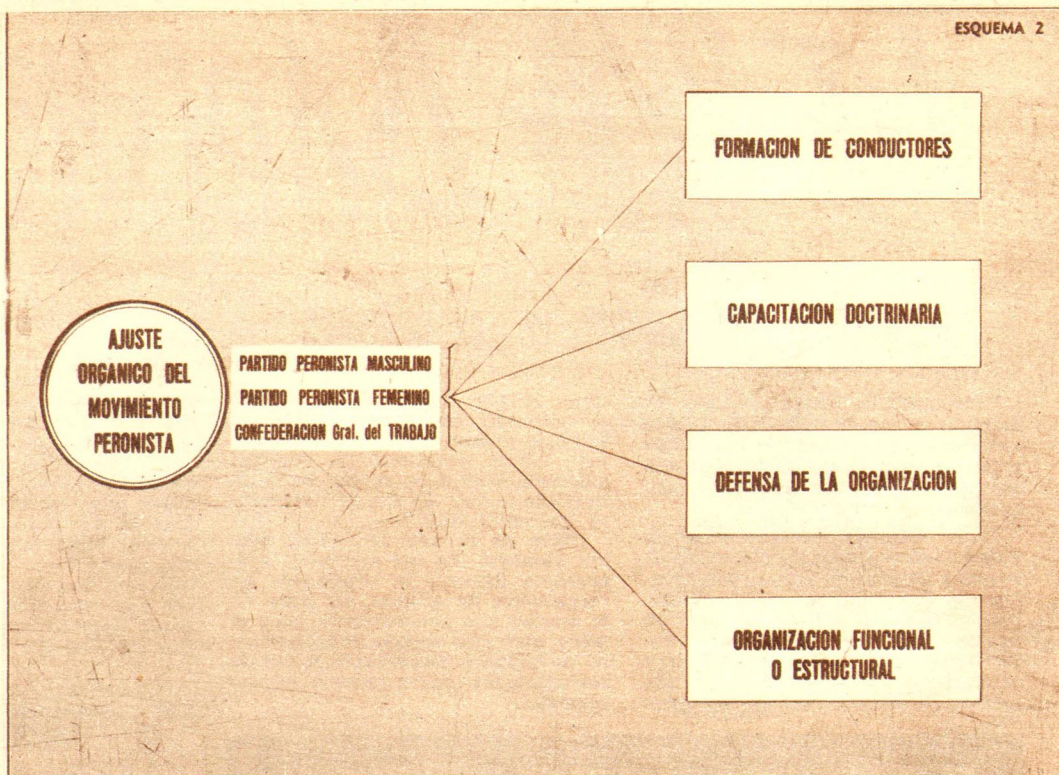 ESQUEMA 2
AJUSTE
ORGANICO DEL
MOVIMIENTO
PERONISTA
PARTIDO PERONISTA MASCULINO
PARTIDO PERONISTA FEMENINO
CONFEDERACION Gral. del TRABAJO
FORMACION DE CONDUCTORES
CAPACITACION DOCTRINARIA
DEFENSA DE LA ORGANIZACION
ORGANIZACION FUNCIONAL
O ESTRUCTURAL